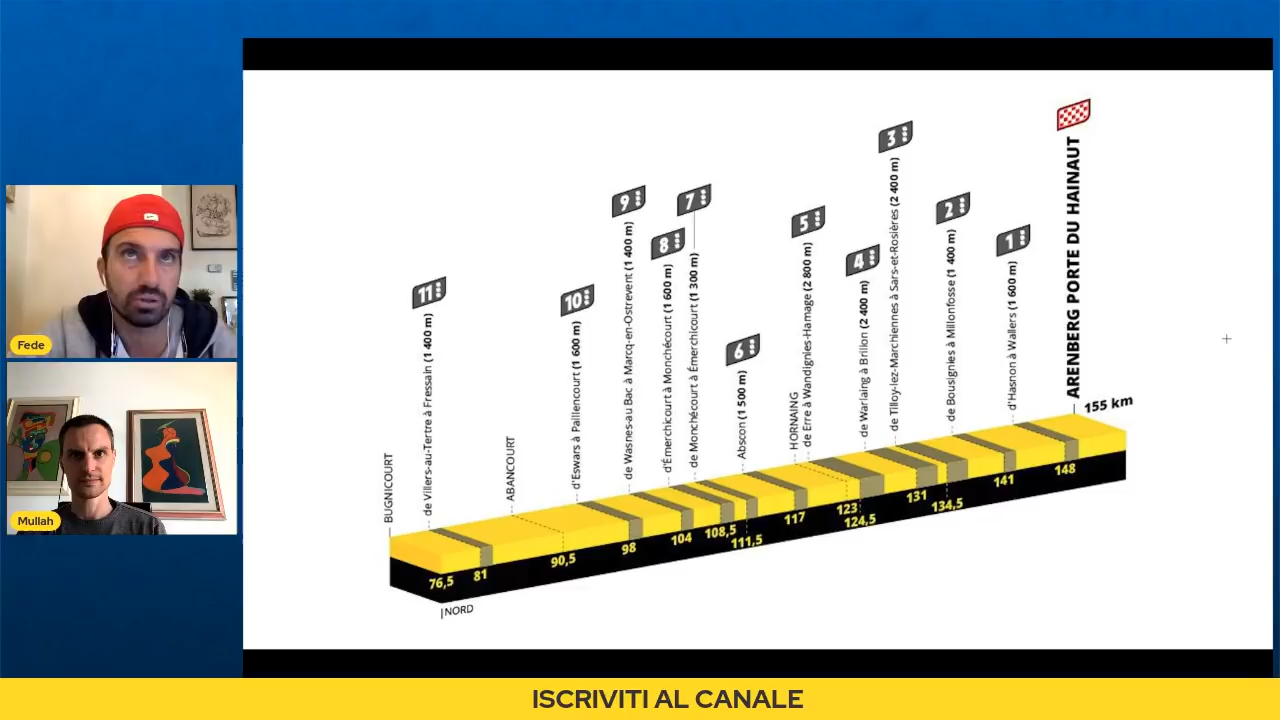 Fede
Mullah
BUGNICOURT
11
de Villers-au-Tertre à Fressain (1 400 m)
ABANCOURT
10
d'Eswars à Paillencourt (1 600 m)
9
de Wasnes-au Bac à Marcq-en-Ostrevent (1 400 m)
8
d'Émerchicourt à Monchécourt (1 600 m)
7
de Monchécourt à Émerchicourt (1 300 m)
6
Abscon (1 500 m)
HORNAING
5
de Erre à Wandignies-Hamage (2 800 m)
4
de Warlaing à Brillon (2 400 m)
3
de Tilloy-lez-Marchiennes à Sars-et-Rosières (2 400 m)
2
de Bousignies à Millonfosse (1 400 m)
1
d'Hasnon à Wallers (1 600 m)
ARENBERG PORTE DU HAINAUT
155 km
76,5
81
90,5
98
104
108,5
111,5
117
123
124,5
131
134,5
141
148
|NORD
ISCRIVITI AL CANALE